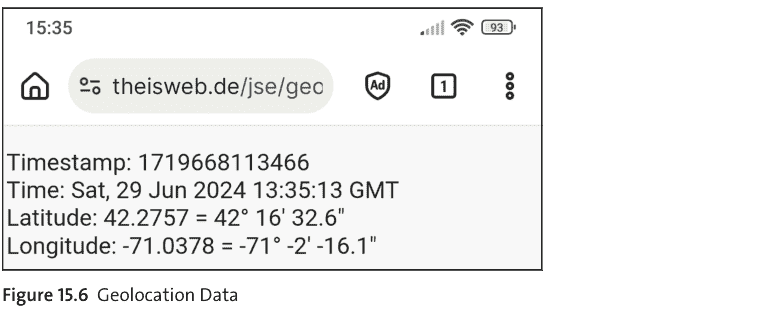 15:35
93
theisweb.de/jse/geo
Ad
1
Timestamp: 1719668113466
Time: Sat, 29 Jun 2024 13:35:13 GMT
Latitude: 42.2757 = 42° 16' 32.6"
Longitude: -71.0378 = -71° -2' -16.1"
Figure 15.6 Geolocation Data